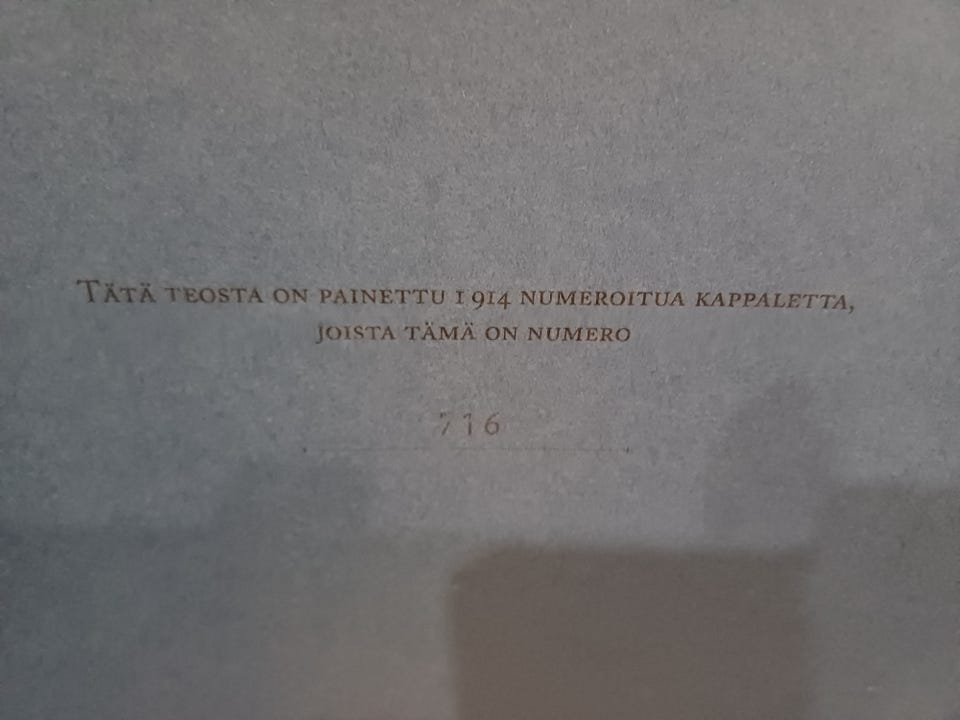 Tätä teosta on painettu 1 914 numeroitua kappaletta,
joista tämä on numero
716